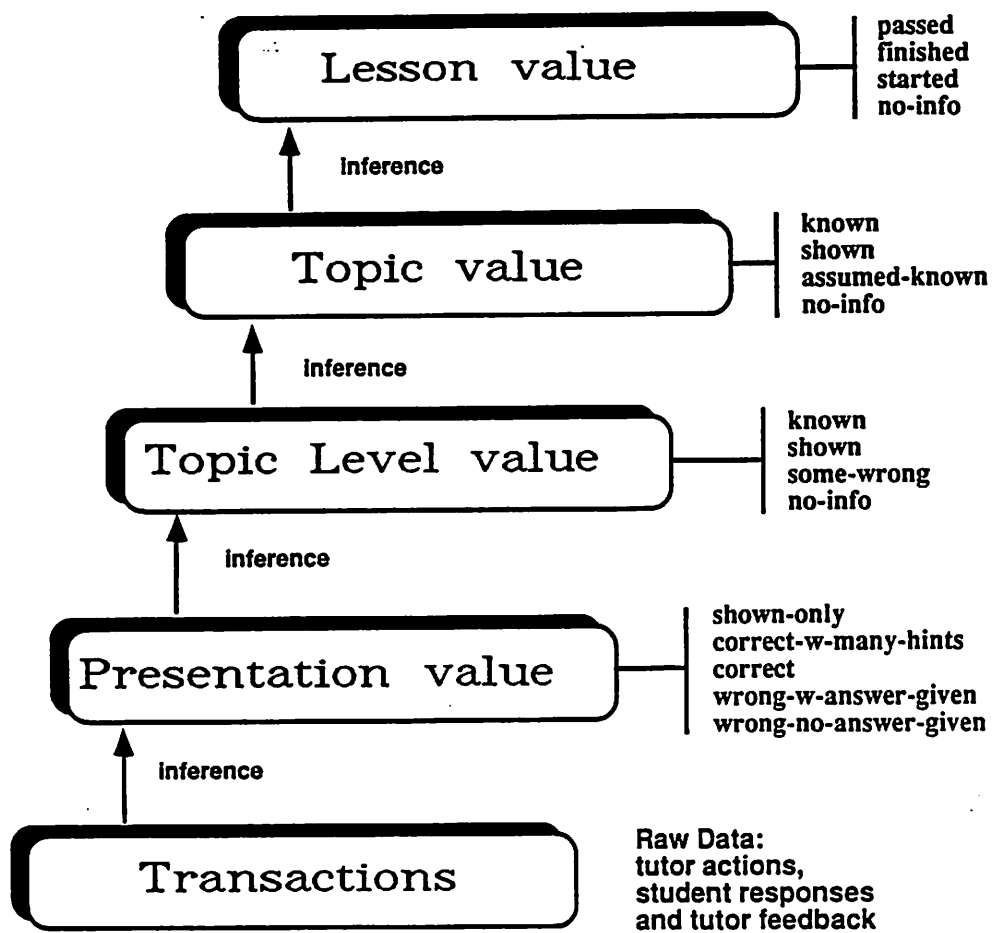 Lesson value
passed
finished
started
no-info
inference
Topic value
known
shown
assumed-known
no-info
inference
Topic Level value
known
shown
some-wrong
no-info
inference
Presentation value
shown-only
correct-w-many-hints
correct
wrong-w-answer-given
wrong-no-answer-given
inference
Transactions
Raw Data:
tutor actions,
student responses
and tutor feedback